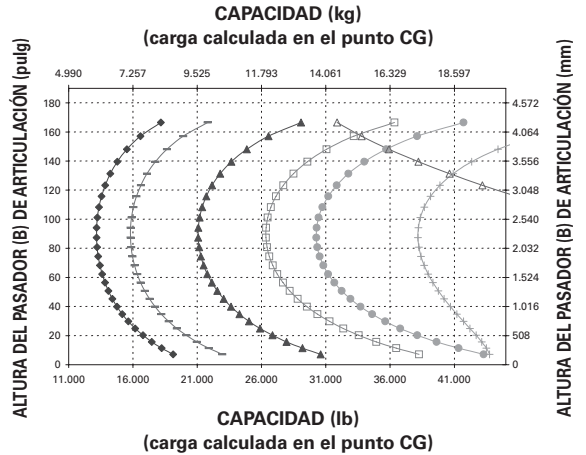 CAPACIDAD (kg)
(carga calculada en el punto CG)
4.990 7.257 9.525 11.793 14.061 16.329 18.597
ALTURA DEL PASADOR (B) DE ARTICULACIÓN (pulg)
180
160
140
120
100
80
60
40
20
0
4.572
4.064
3.556
3.048
2.540
2.032
1.524
1.016
508
0
ALTURA DEL PASADOR (B) DE ARTICULACIÓN (mm)
11.000 16.000 21.000 26.000 31.000 36.000 41.000
CAPACIDAD (lb)
(carga calculada en el punto CG)